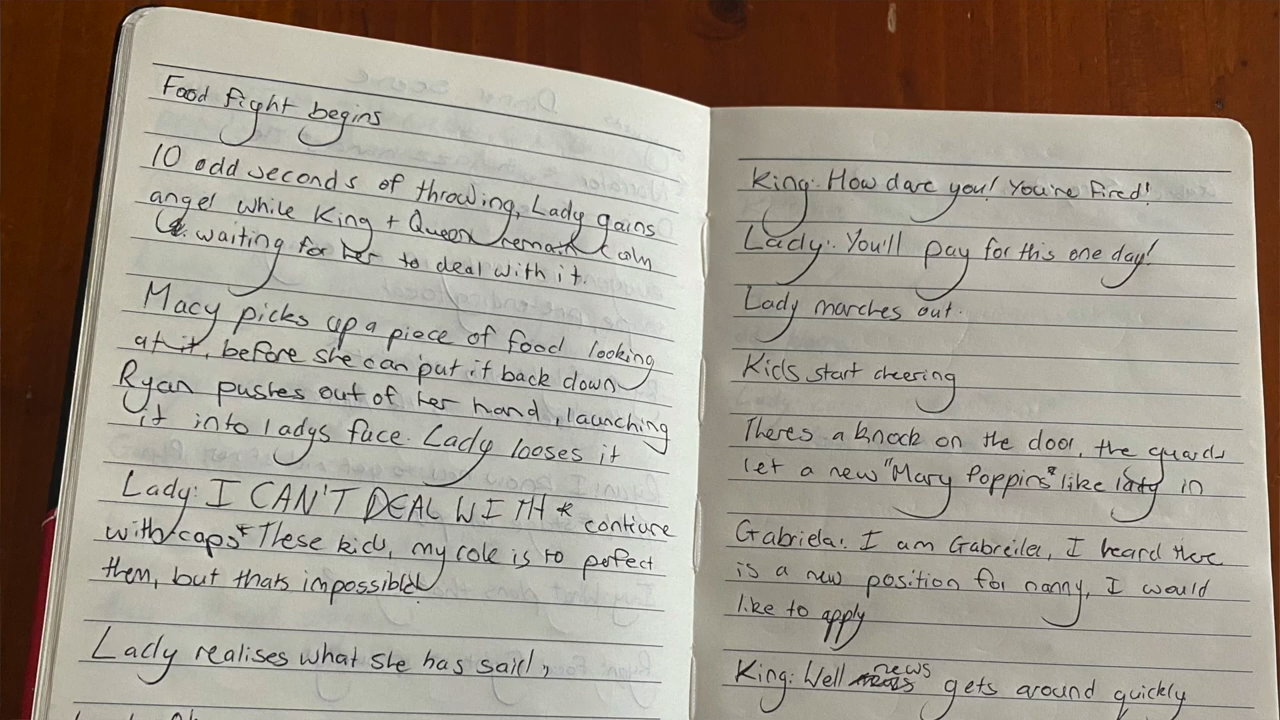 Food fight begins
10 odd seconds of throwing, Lady gains
angel while King + Queen remain calm
waiting for her to deal with it.
Macy picks up a piece of food looking
at it, before she can put it back down
Ryan pushes out of her hand, launching
it into ladys face. Lady looses it
Lady: I CAN'T DEAL WITH * contiure
with caps* These kids, my role is to pefect
them, but thats impossible!
Lady realises what she has said,
King: How dare you! You're fired!
Lady: You'll pay for this one day!
Lady marches out.
Kids start cheering
Theres a knock on the door, the guards
let a new "Mary Poppins" like lady in
Gabriela: I am Gabreila, I heard there
is a new position for nanny, I would
like to apply
King: Well news gets around quickly